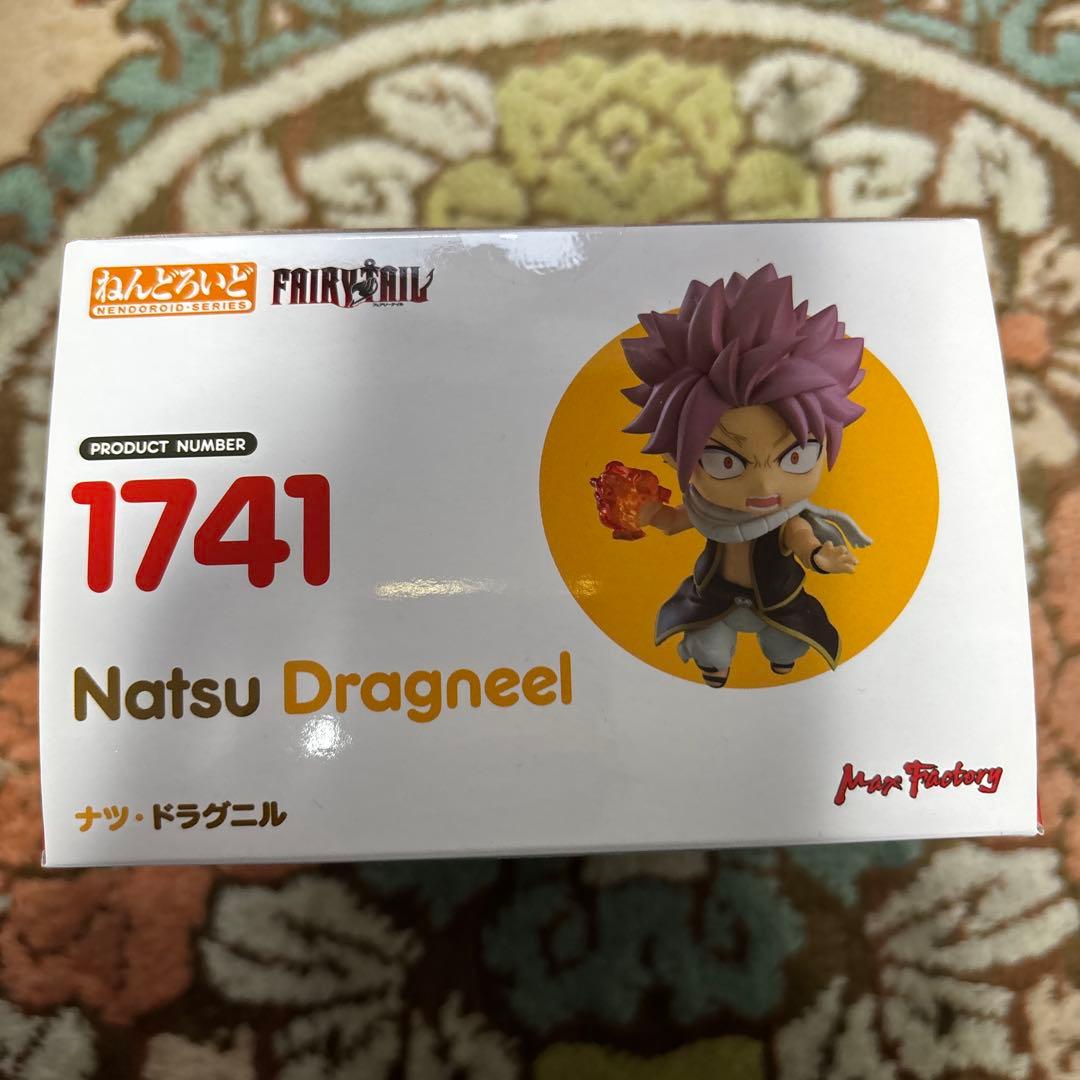 ねんどろいど
NENDOROID・SERIES
FAIRY TAIL
PRODUCT NUMBER
1741
Natsu Dragneel
ナツ・ドラグニル
Max Factory